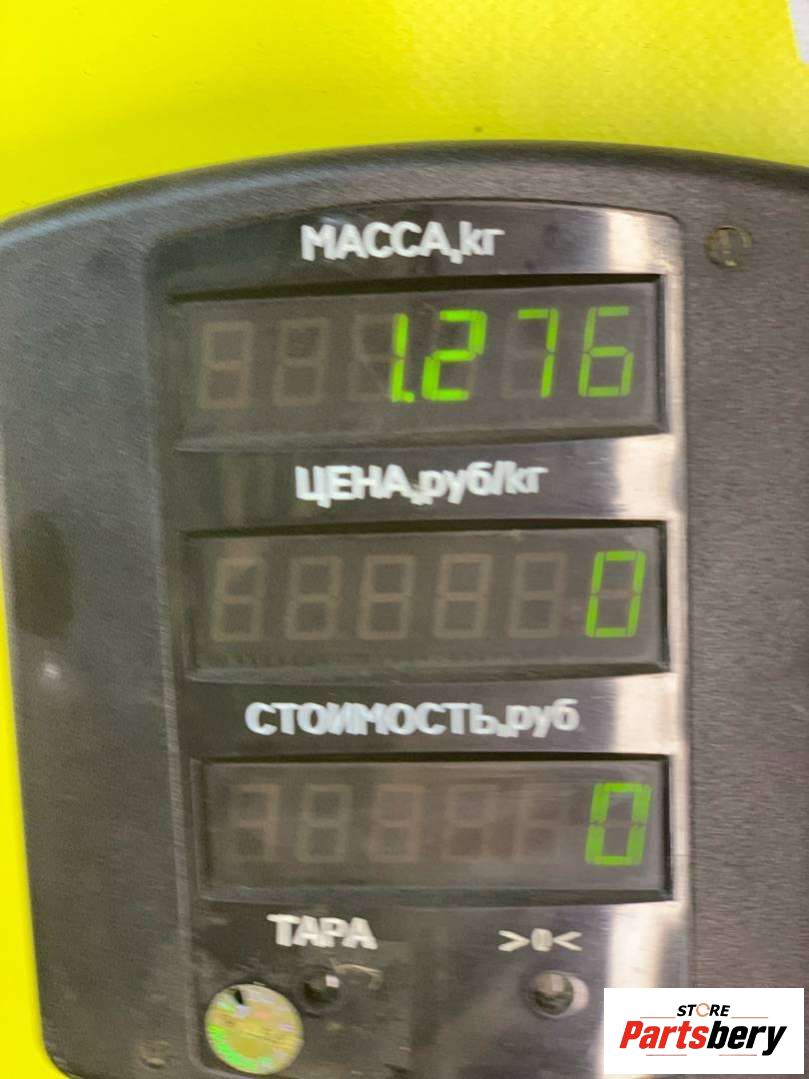 МАССА,кг
1.276
ЦЕНА,руб/кг
0
СТОИМОСТЬ,руб
0
ТАРА >0<
STORE
Partsbery